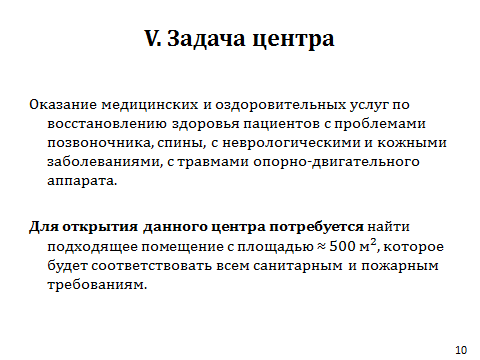 V. Задача центра
Оказание медицинских и оздоровительных услуг по
восстановлению здоровья пациентов с проблемами
позвоночника, спины, с неврологическими и кожными
заболеваниями, с травмами опорно-двигательного
аппарата.
Для открытия данного центра потребуется найти
подходящее помещение с площадью ≈ 500 м², которое
будет соответствовать всем санитарным и пожарным
требованиям.
10